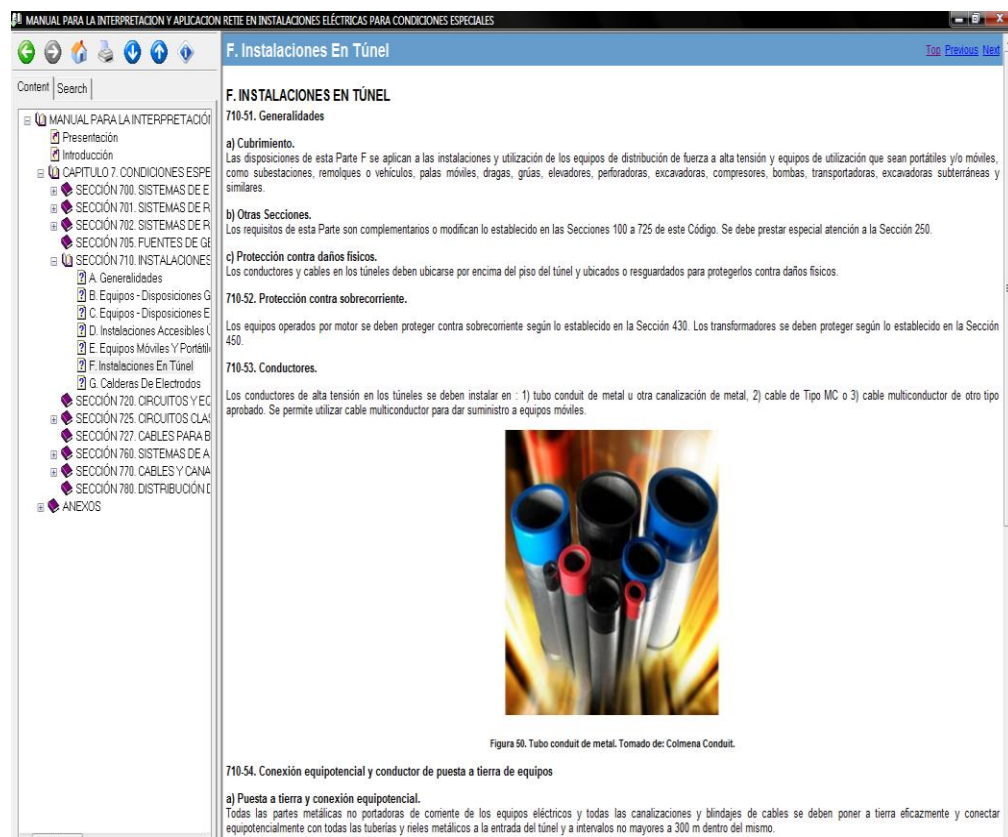 MANUAL PARA LA INTERPRETACION Y APLICACION RETIE EN INSTALACIONES ELÉCTRICAS PARA CONDICIONES ESPECIALES
F. Instalaciones En Túnel
Top Previous Next
Content
Search
MANUAL PARA LA INTERPRETACIÓ
Presentación
Introducción
CAPITULO 7. CONDICIONES ESPE
SECCIÓN 700. SISTEMAS DE E
SECCIÓN 701. SISTEMAS DE R
SECCIÓN 702. SISTEMAS DE R
SECCIÓN 705. FUENTES DE GE
SECCIÓN 710. INSTALACIONES
A. Generalidades
B. Equipos - Disposiciones G
C. Equipos - Disposiciones E
D. Instalaciones Accesibles
E. Equipos Móviles Y Portátil
F. Instalaciones En Túnel
G. Calderas De Electrodos
SECCIÓN 720. CIRCUITOS Y EQ
SECCIÓN 725. CIRCUITOS CLAS
SECCIÓN 727. CABLES PARA B
SECCIÓN 760. SISTEMAS DE A
SECCIÓN 770. CABLES Y CANA
SECCIÓN 780. DISTRIBUCIÓN D
ANEXOS
F. INSTALACIONES EN TÚNEL
710-51. Generalidades
a) Cubrimiento.
Las disposiciones de esta Parte F se aplican a las instalaciones y utilización de los equipos de distribución de fuerza a alta tensión y equipos de utilización que sean portátiles y/o móviles,
como subestaciones, remolques o vehículos, palas móviles, dragas, grúas, elevadores, perforadoras, excavadoras, compresores, bombas, transportadoras, excavadoras subterráneas y
similares.
b) Otras Secciones.
Los requisitos de esta Parte son complementarios o modifican lo establecido en las Secciones 100 a 725 de este Código. Se debe prestar especial atención a la Sección 250.
c) Protección contra daños físicos.
Los conductores y cables en los túneles deben ubicarse por encima del piso del túnel y ubicados o resguardados para protegerlos contra daños físicos.
710-52. Protección contra sobrecorriente.
Los equipos operados por motor se deben proteger contra sobrecorriente según lo establecido en la Sección 430. Los transformadores se deben proteger según lo establecido en la Sección
450.
710-53. Conductores.
Los conductores de alta tensión en los túneles se deben instalar en : 1) tubo conduit de metal u otra canalización de metal, 2) cable de Tipo MC o 3) cable multiconductor de otro tipo
aprobado. Se permite utilizar cable multiconductor para dar suministro a equipos móviles.
Figura 50. Tubo conduit de metal. Tomado de: Colmena Conduit.
710-54. Conexión equipotencial y conductor de puesta a tierra de equipos
a) Puesta a tierra y conexión equipotencial.
Todas las partes metálicas no portadoras de corriente de los equipos eléctricos y todas las canalizaciones y blindajes de cables se deben poner a tierra eficazmente y conectar
equipotencialmente con todas las tuberías y rieles metálicos a la entrada del túnel y a intervalos no mayores a 300 m dentro del mismo.